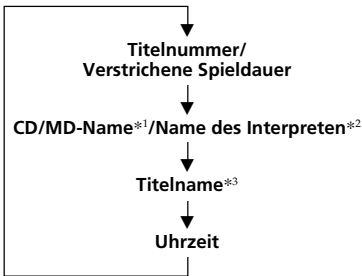 Titelnummer/
Verstrichene Spieldauer
CD/MD-Name*1/Name des Interpreten*2
Titelname*3
Uhrzeit